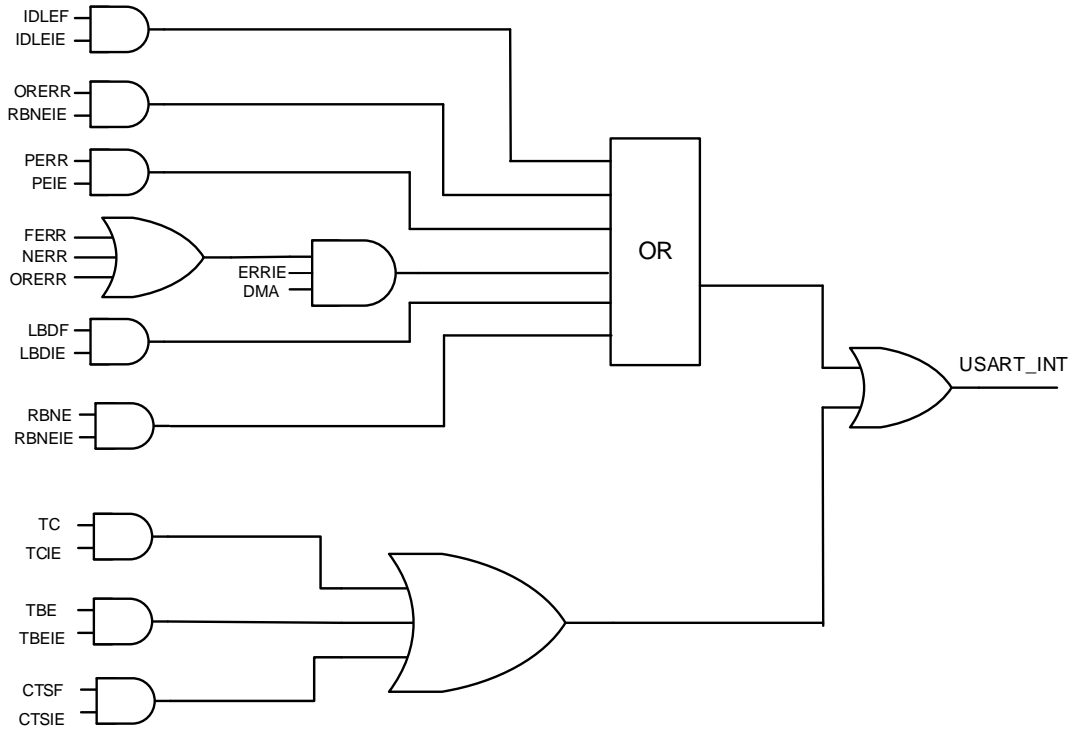 IDLEF
IDLEIE
ORERR
RBNEIE
PERR
PEIE
FERR
NERR
ORERR
ERRIE
DMA
LBDF
LBDIE
RBNE
RBNEIE
OR
USART_INT
TC
TCIE
TBE
TBEIE
CTSF
CTSIE